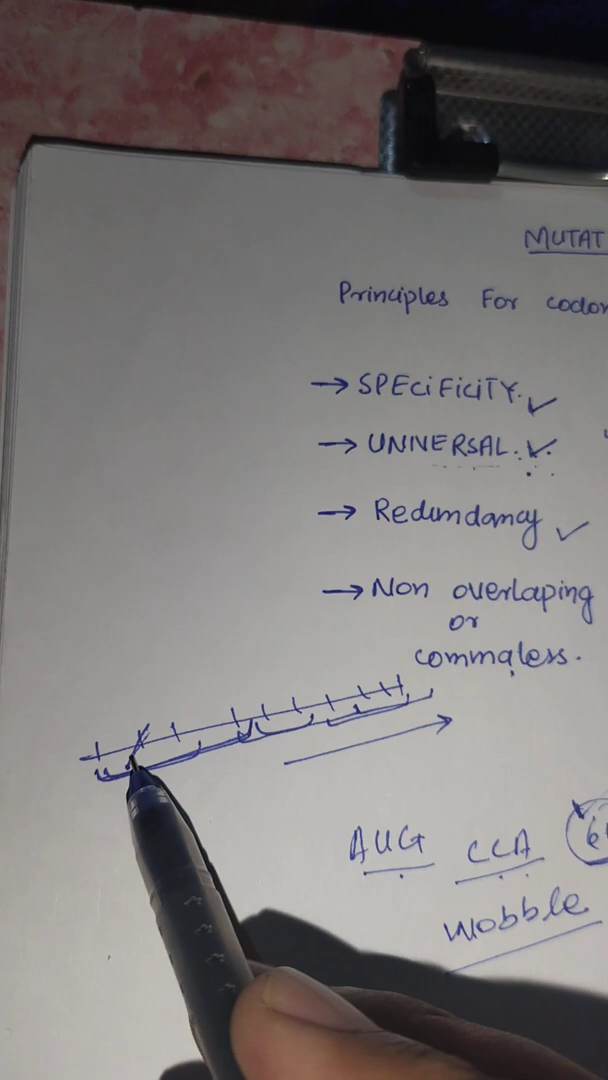 MUTAT
Principles For codon
→ SPECiFiCiTY. ✓
→ UNIVERSAL. ✓
→ Redundancy ✓
→ Non overlaping
or
commaless.
AUG CCA
Wobble